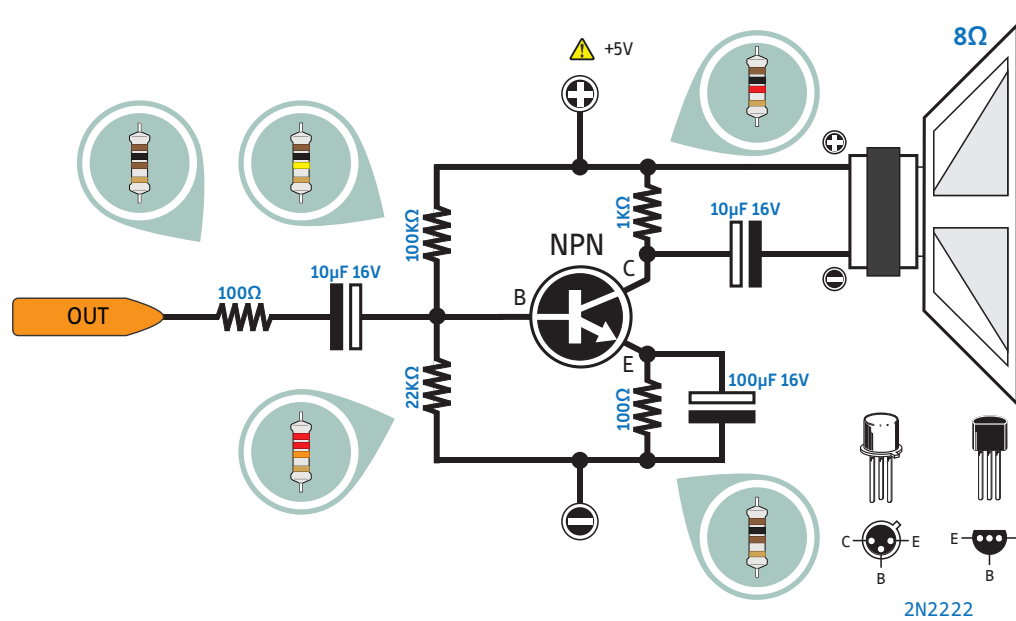 8Ω
+5V
1KΩ
10µF 16V
100KΩ
NPN
C
10µF 16V
B
100Ω
OUT
E
22KΩ
100µF 16V
100Ω
C
E
E
B
B
2N2222